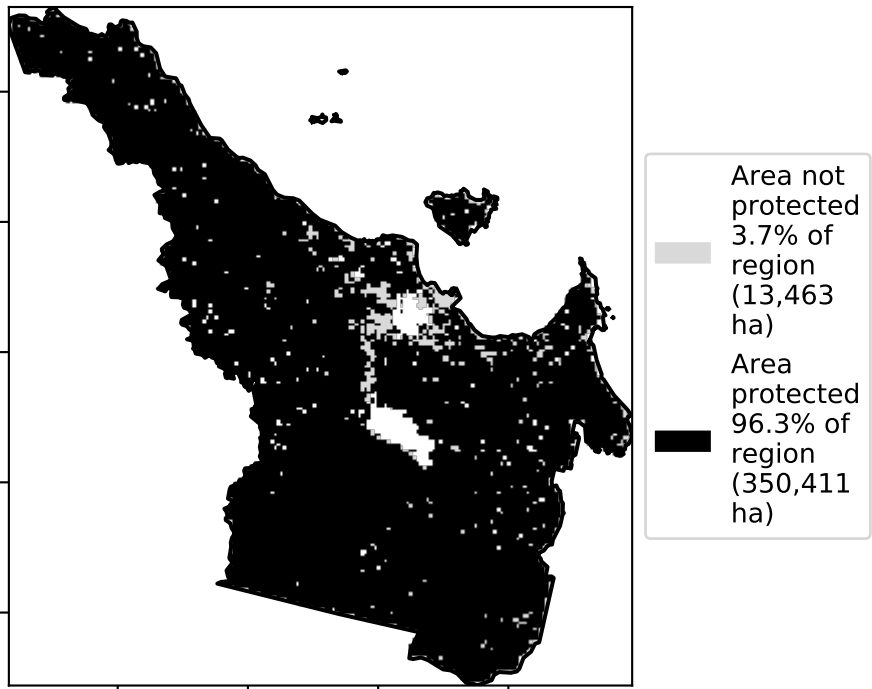 Area not
protected
3.7% of
region
(13,463
ha)
Area
protected
96.3% of
region
(350,411
ha)